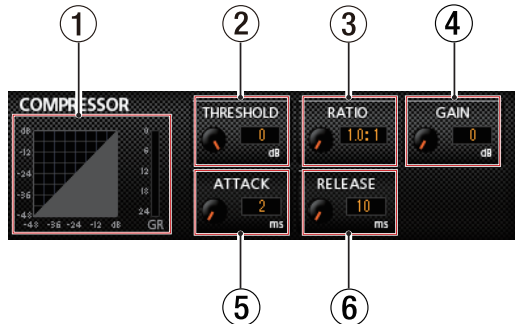 1 2 3 4
COMPRESSOR
THRESHOLD
0
dB
RATIO
1.0:1
GAIN
0
dB
dB
-12
-24
-36
-48
-48 -36 -24 -12 dB
0
6
12
18
24
GR
ATTACK
2
ms
RELEASE
10
ms
5 6